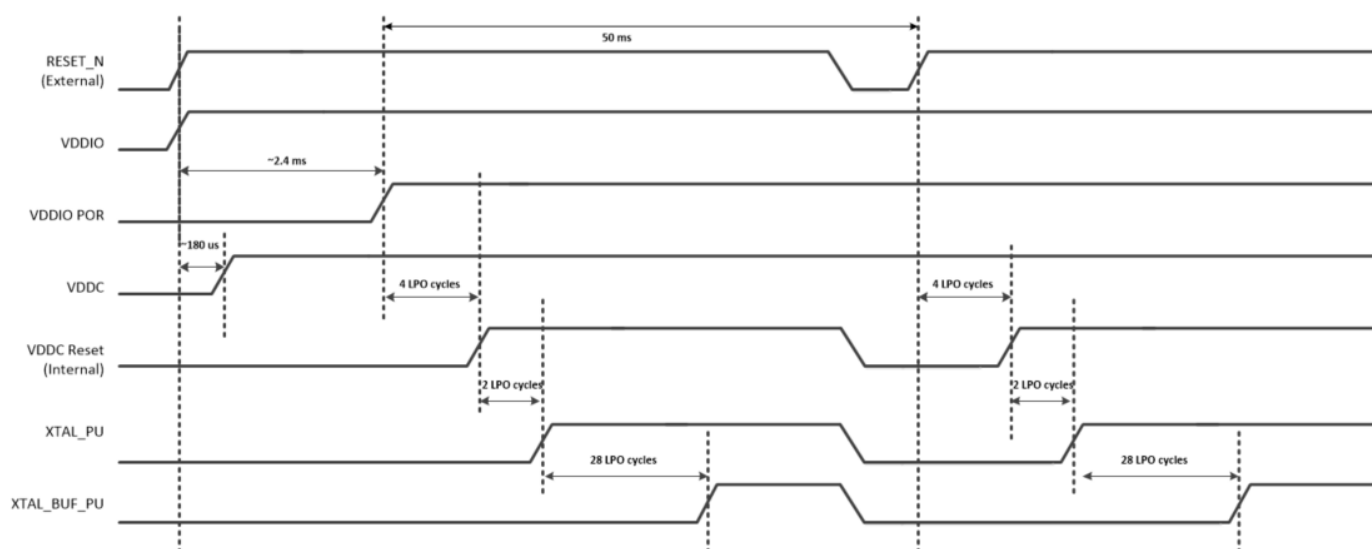 50 ms
RESET_N
(External)
VDDIO
~2.4 ms
VDDIO POR
~180 us
VDDC
4 LPO cycles
4 LPO cycles
VDDC Reset
(Internal)
2 LPO cycles
2 LPO cycles
XTAL_PU
28 LPO cycles
28 LPO cycles
XTAL_BUF_PU